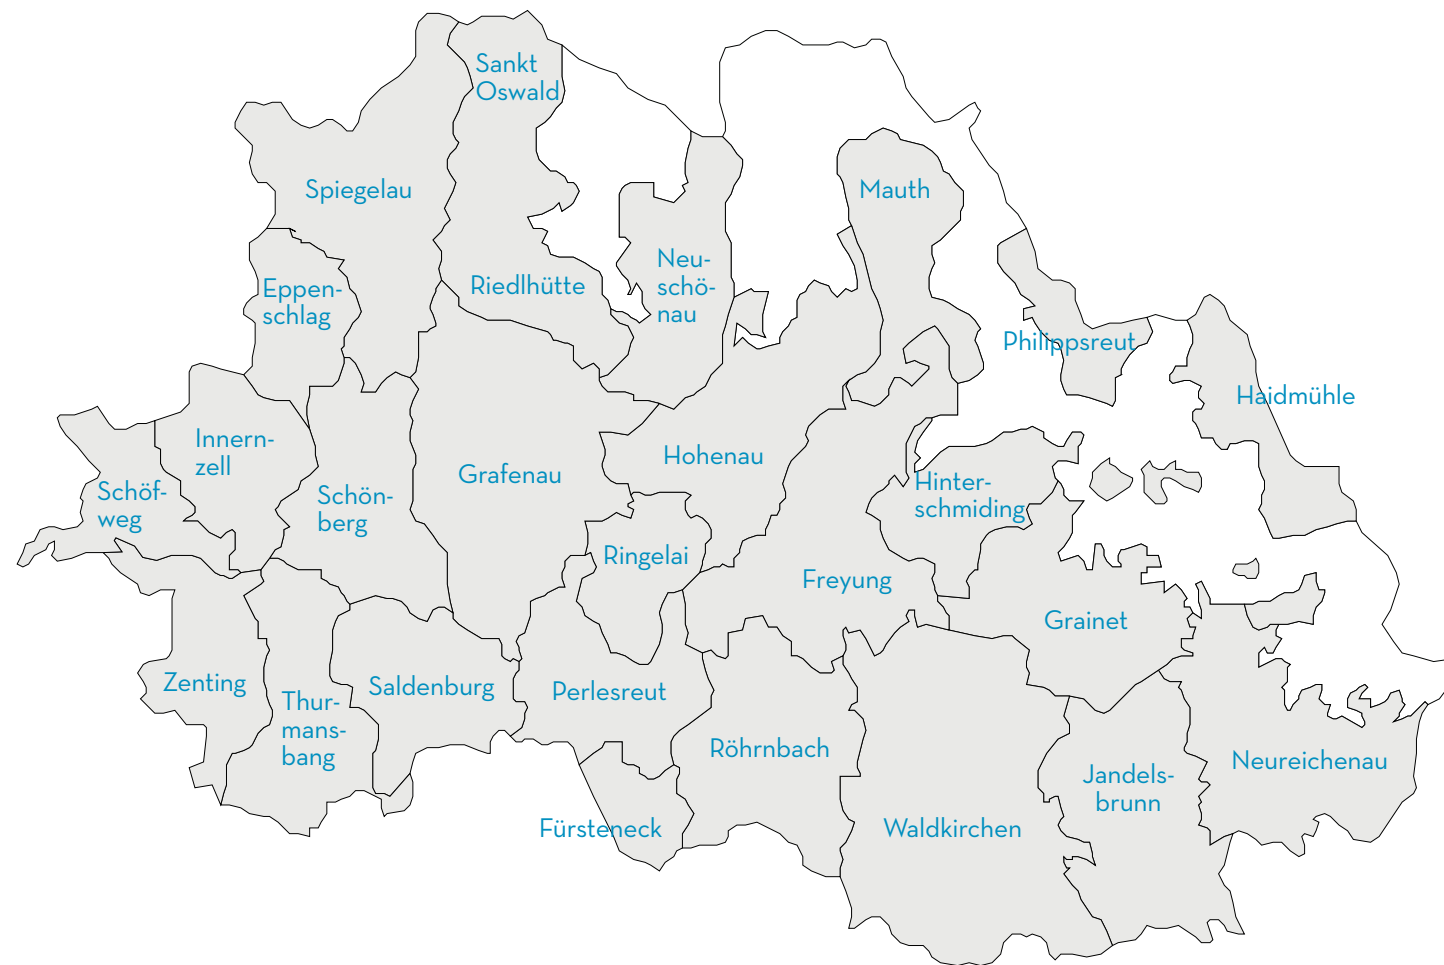 Sankt
Oswald
Spiegelau
Mauth
Riedlhütte
Neu-
schö-
nau
Eppen-
schlag
Philippsreut
Haidmühle
Innern-
zell
Hohenau
Grafenau
Schöf-
weg
Schön-
berg
Hinter-
schmiding
Ringelai
Freyung
Grainet
Zenting
Thur-
mans-
bang
Saldenburg
Perlesreut
Röhrnbach
Neureichenau
Jandels-
brunn
Fürsteneck
Waldkirchen